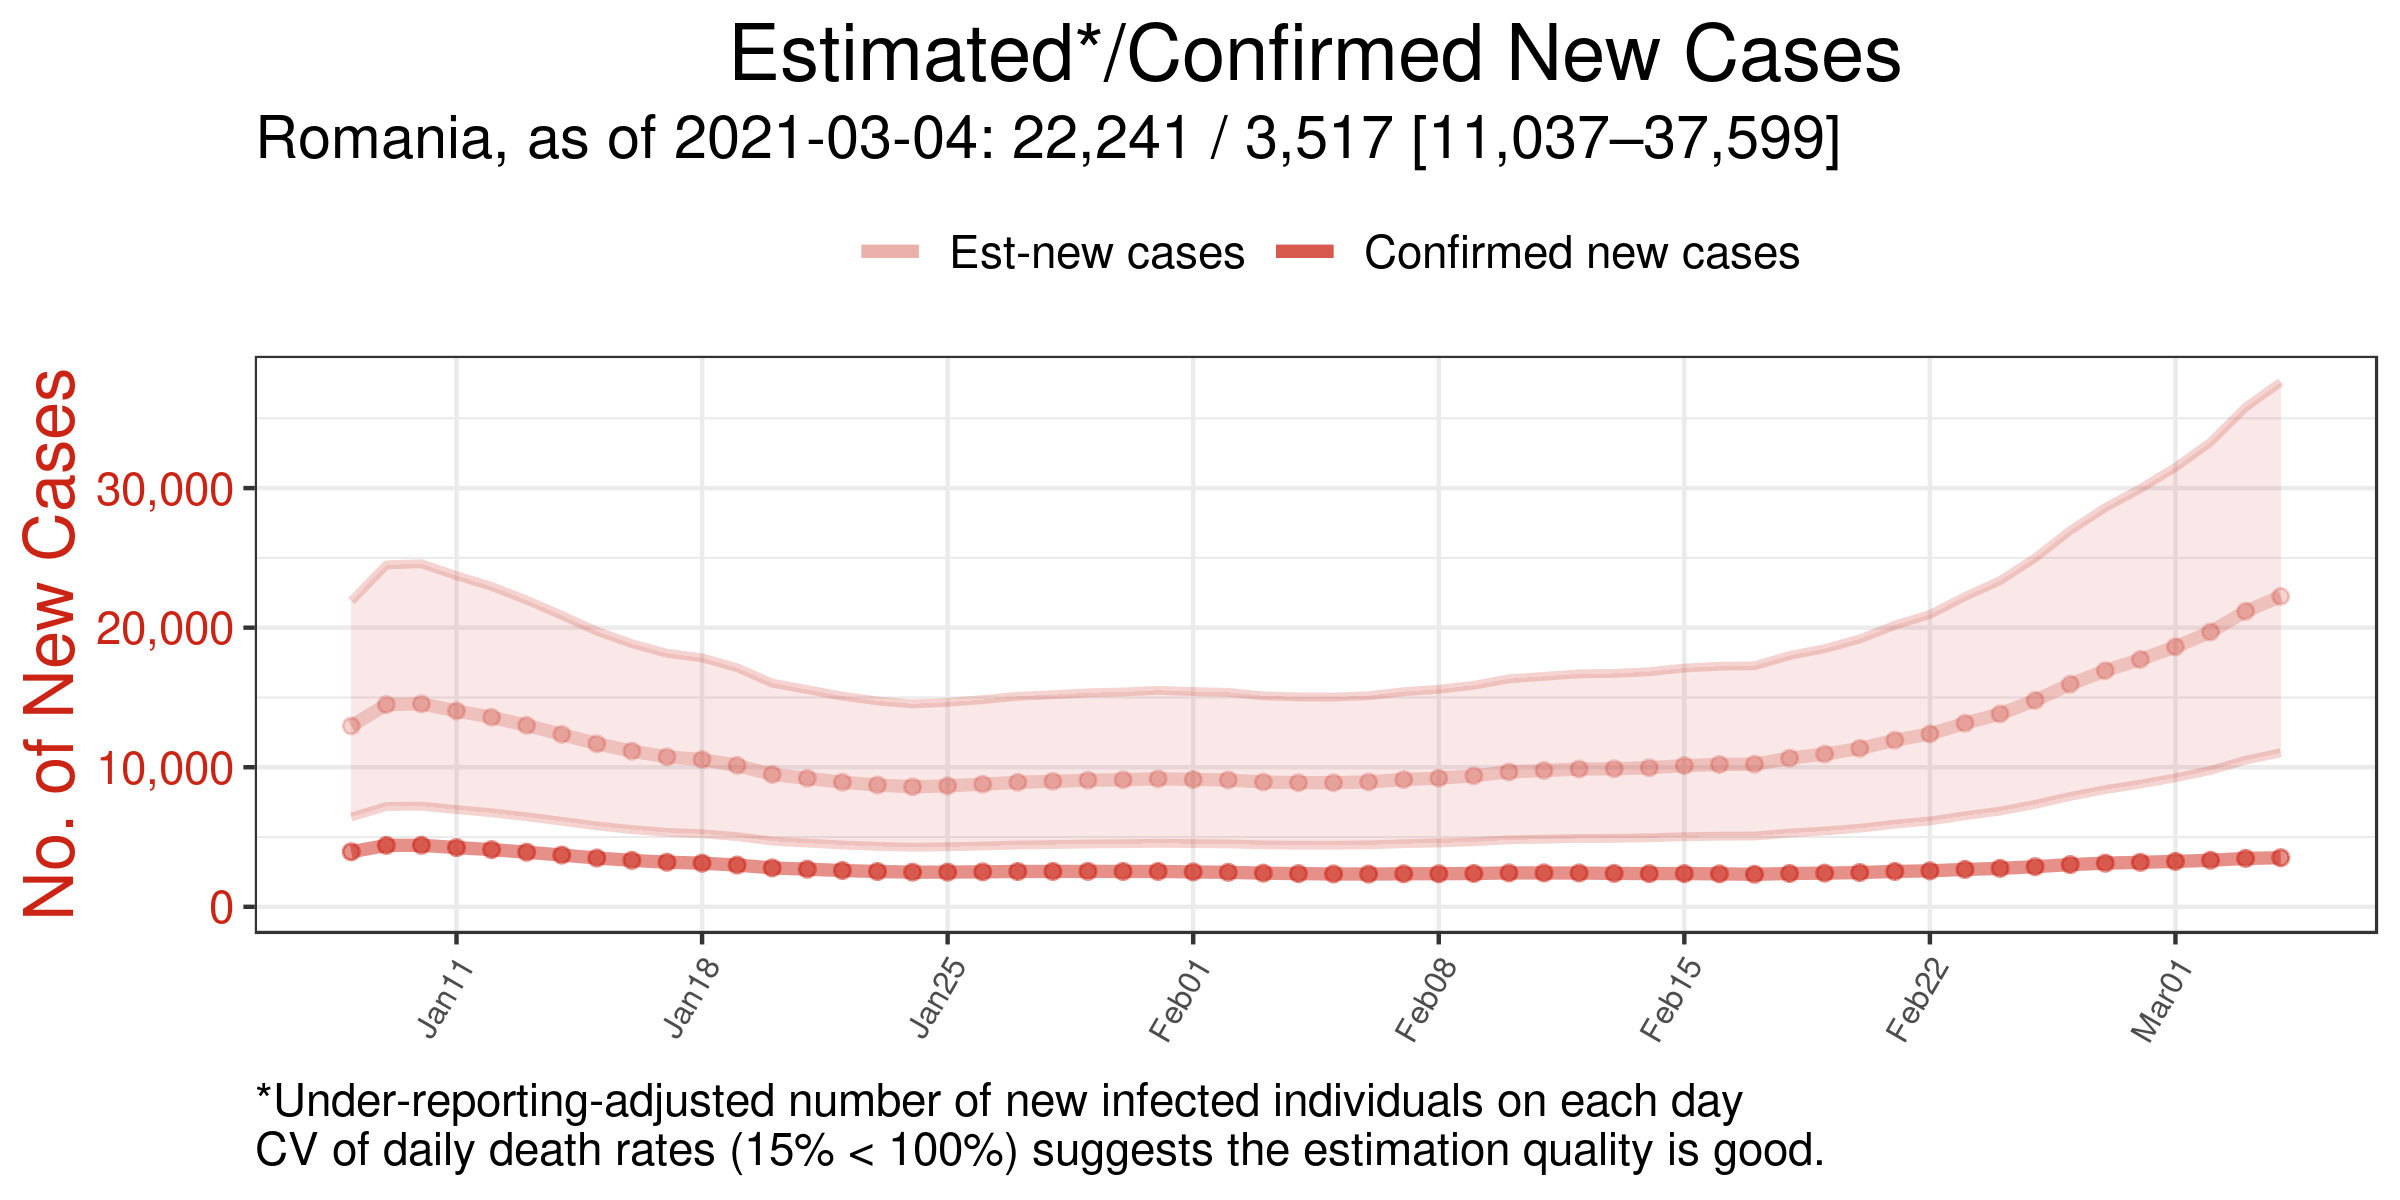 Estimated*/Confirmed New Cases
Romania, as of 2021-03-04: 22,241 / 3,517 [11,037–37,599]
Est-new cases
Confirmed new cases
No. of New Cases
30,000
20,000
10,000
0
Jan11
Jan18
Jan25
Feb01
Feb08
Feb15
Feb22
Mar01
*Under-reporting-adjusted number of new infected individuals on each day
CV of daily death rates (15% < 100%) suggests the estimation quality is good.